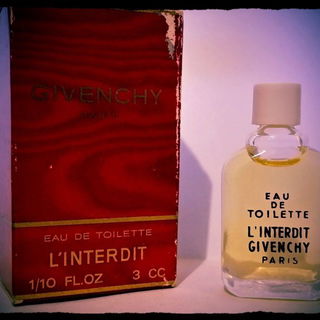 GIVENCHY
EAU DE TOILETTE
L'INTERDIT
1/10 FL.OZ 3 CC
EAU
DE
TOILETTE
L'INTERDIT
GIVENCHY
PARIS